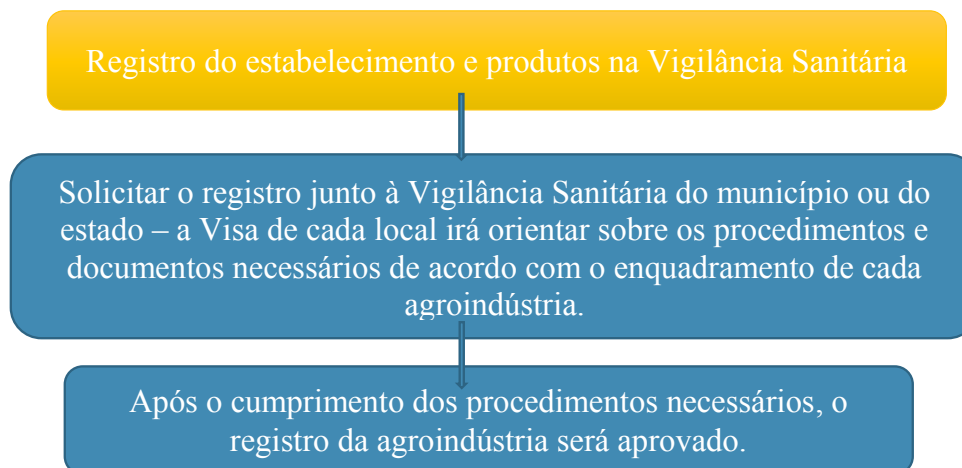 Registro do estabelecimento e produtos na Vigilância Sanitária
Solicitar o registro junto à Vigilância Sanitária do município ou do
estado – a Visa de cada local irá orientar sobre os procedimentos e
documentos necessários de acordo com o enquadramento de cada
agroindústria.
Após o cumprimento dos procedimentos necessários, o
registro da agroindústria será aprovado.